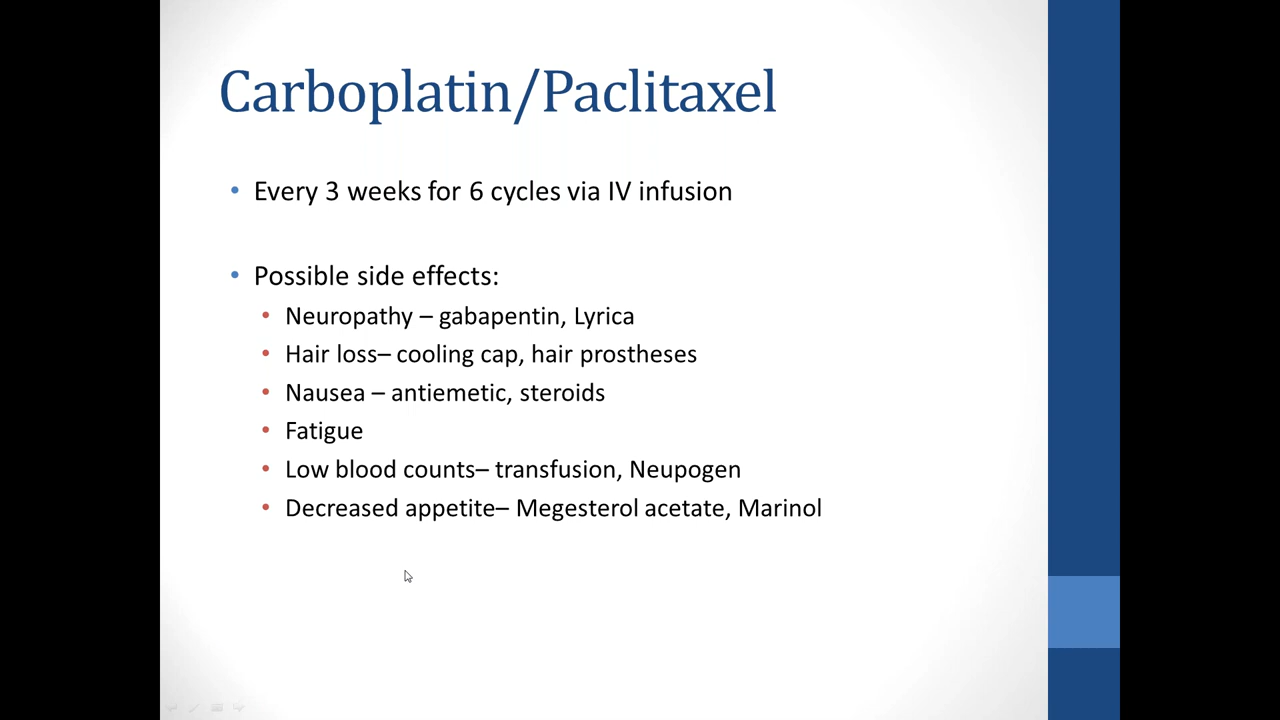 Carboplatin/Paclitaxel
• Every 3 weeks for 6 cycles via IV infusion
• Possible side effects:
• Neuropathy – gabapentin, Lyrica
• Hair loss– cooling cap, hair prostheses
• Nausea – antiemetic, steroids
• Fatigue
• Low blood counts– transfusion, Neupogen
• Decreased appetite– Megesterol acetate, Marinol